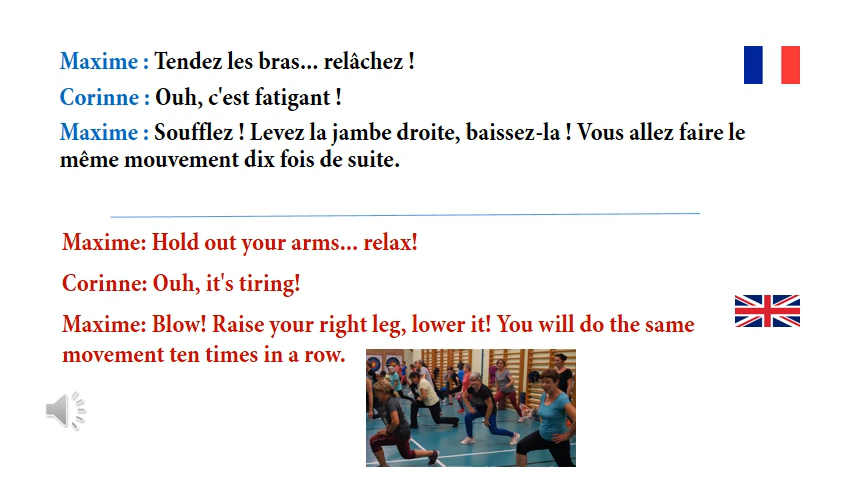 Maxime : Tendez les bras... relâchez !
Corinne : Ouh, c'est fatigant !
Maxime : Soufflez ! Levez la jambe droite, baissez-la ! Vous allez faire le
même mouvement dix fois de suite.
Maxime: Hold out your arms... relax!
Corinne: Ouh, it's tiring!
Maxime: Blow! Raise your right leg, lower it! You will do the same
movement ten times in a row.